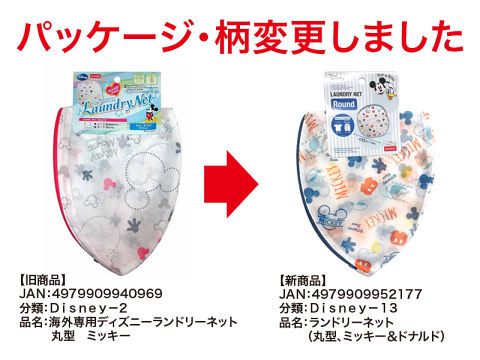 パッケージ・柄変更しました
Disney
Laundry Net
LAUNDRY NET
Round
Mickey
MICKEY
MICKEY
MICKEY
【旧商品】
JAN:4979909940969
分類:Disney-2
品名:海外専用ディズニーランドリーネット
丸型 ミッキー
【新商品】
JAN:4979909952177
分類:Disney-13
品名:ランドリーネット
(丸型、ミッキー&ドナルド)